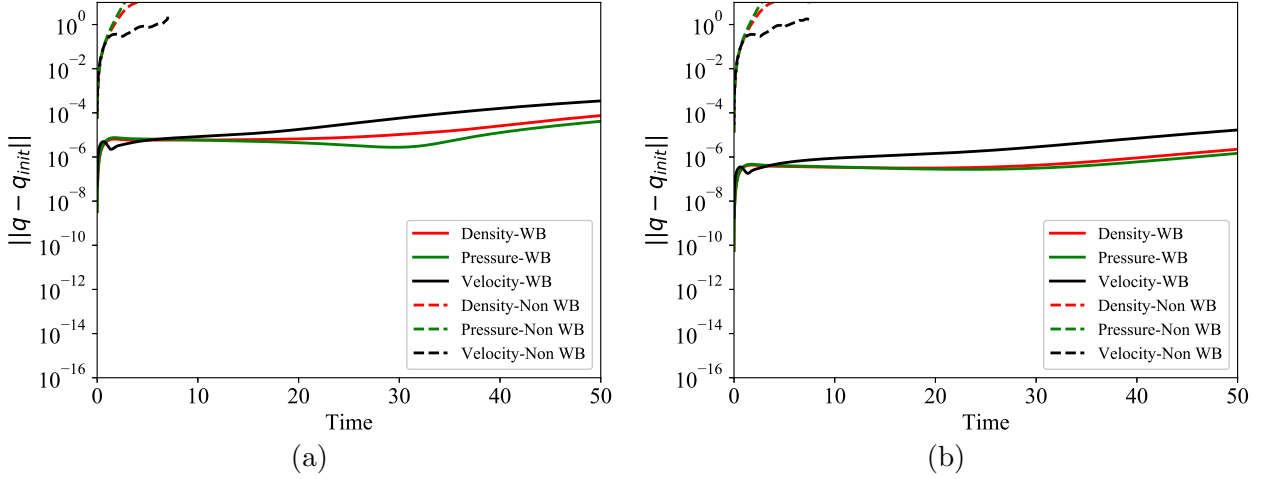 10^0
10^−2
10^−4
10^−6
10^−8
10^−10
10^−12
10^−14
10^−16
||q − q_init||
0 10 20 30 40 50
Time
Density-WB
Pressure-WB
Velocity-WB
Density-Non WB
Pressure-Non WB
Velocity-Non WB
(a)
10^0
10^−2
10^−4
10^−6
10^−8
10^−10
10^−12
10^−14
10^−16
||q − q_init||
0 10 20 30 40 50
Time
Density-WB
Pressure-WB
Velocity-WB
Density-Non WB
Pressure-Non WB
Velocity-Non WB
(b)